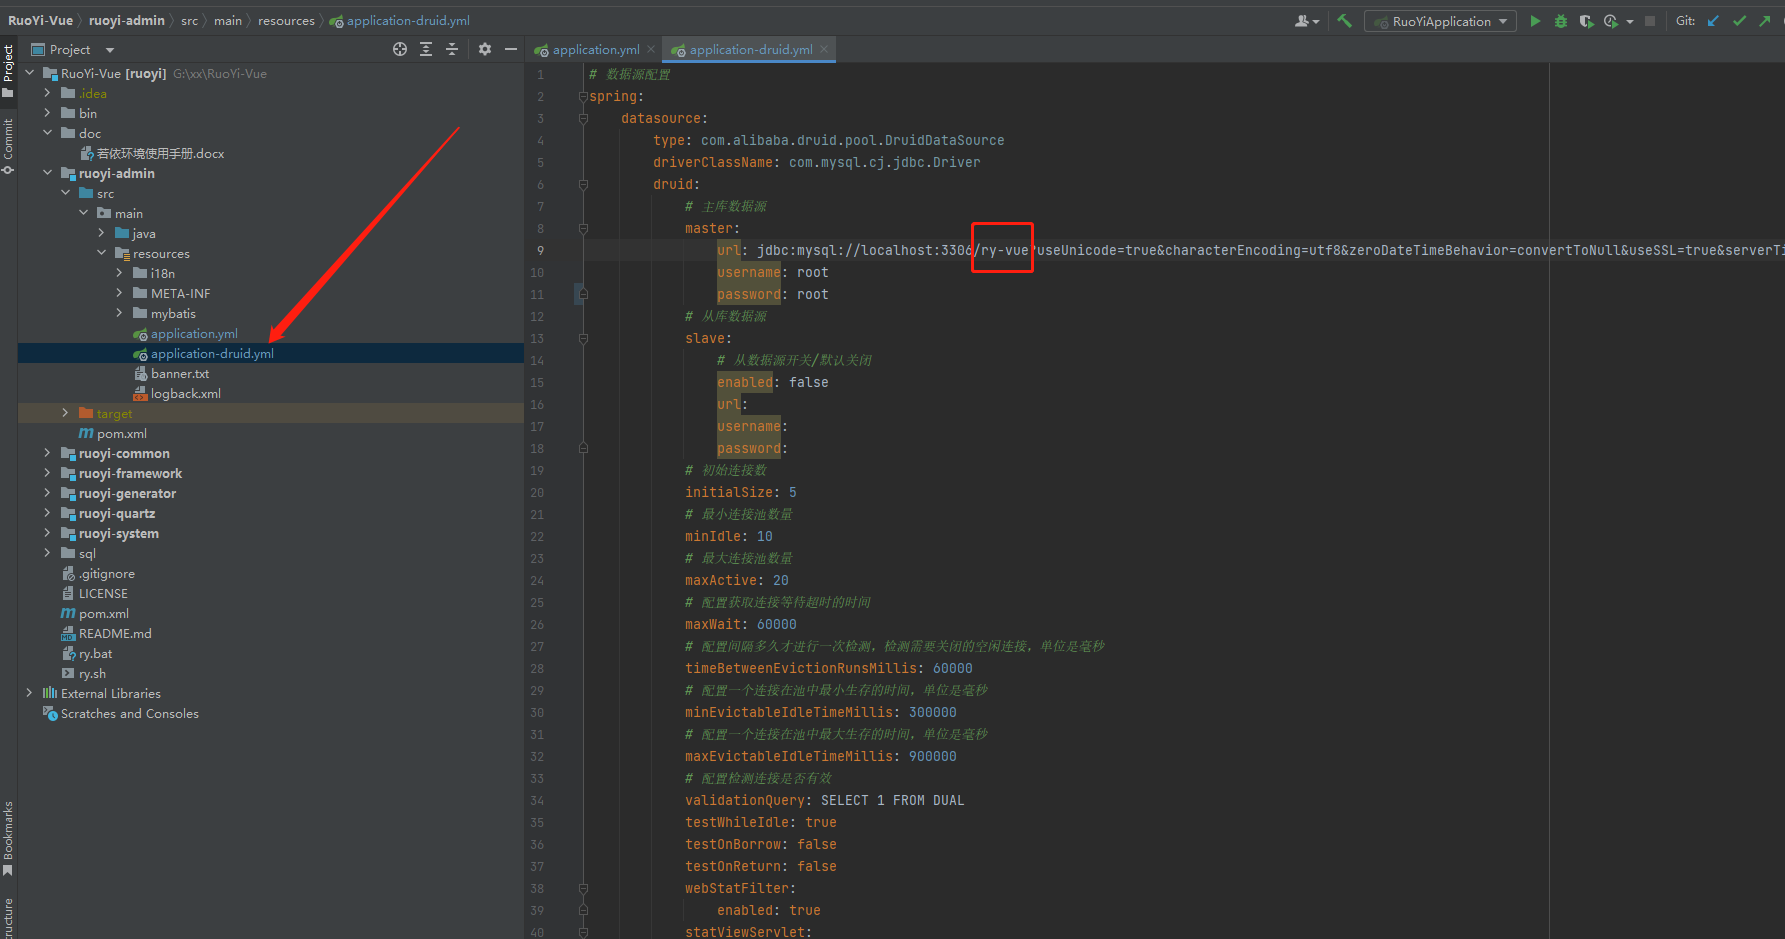 RuoYi-Vue ruoyi-admin src main resources application-druid.yml
RuoYiApplication Git:
Project
Commit
Bookmarks
Project
RuoYi-Vue [ruoyi] G:\xx\RuoYi-Vue
.idea
bin
doc
若依环境使用手册.docx
ruoyi-admin
src
main
java
resources
i18n
META-INF
mybatis
application.yml
application-druid.yml
banner.txt
logback.xml
target
pom.xml
ruoyi-common
ruoyi-framework
ruoyi-generator
ruoyi-quartz
ruoyi-system
sql
.gitignore
LICENSE
pom.xml
README.md
ry.bat
ry.sh
External Libraries
Scratches and Consoles
application.yml application-druid.yml
1 # 数据源配置
2 spring:
3 datasource:
4 type: com.alibaba.druid.pool.DruidDataSource
5 driverClassName: com.mysql.cj.jdbc.Driver
6 druid:
7 # 主库数据源
8 master:
9 url: jdbc:mysql://localhost:3306/ry-vue?useUnicode=true&characterEncoding=utf8&zeroDateTimeBehavior=convertToNull&useSSL=true&serverTi
10 username: root
11 password: root
12 # 从库数据源
13 slave:
14 # 从数据源开关/默认关闭
15 enabled: false
16 url:
17 username:
18 password:
19 # 初始连接数
20 initialSize: 5
21 # 最小连接池数量
22 minIdle: 10
23 # 最大连接池数量
24 maxActive: 20
25 # 配置获取连接等待超时的时间
26 maxWait: 60000
27 # 配置间隔多久才进行一次检测，检测需要关闭的空闲连接，单位是毫秒
28 timeBetweenEvictionRunsMillis: 60000
29 # 配置一个连接在池中最小生存的时间，单位是毫秒
30 minEvictableIdleTimeMillis: 300000
31 # 配置一个连接在池中最大生存的时间，单位是毫秒
32 maxEvictableIdleTimeMillis: 900000
33 # 配置检测连接是否有效
34 validationQuery: SELECT 1 FROM DUAL
35 testWhileIdle: true
36 testOnBorrow: false
37 testOnReturn: false
38 webStatFilter:
39 enabled: true
40 statViewServlet: